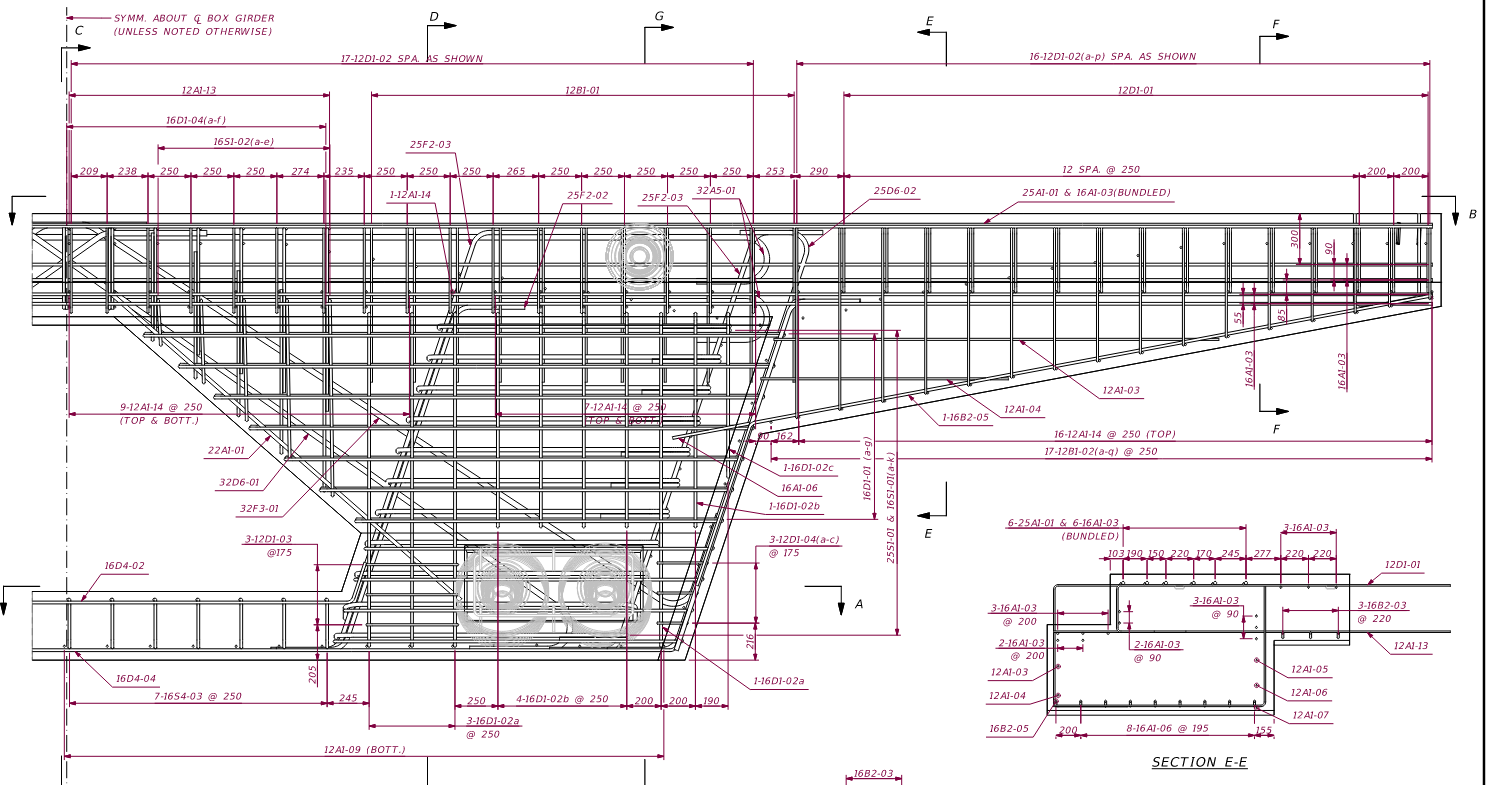 SYMM. ABOUT ℄ BOX GIRDER
(UNLESS NOTED OTHERWISE)
C
D
G
E
F
17-12D1-02 SPA. AS SHOWN
16-12D1-02(a-p) SPA. AS SHOWN
12A1-13
12B1-01
12D1-01
16D1-04(a-f)
16S1-02(a-e)
25F2-03
209 238 250 250 250 274 235 250 250 250 265 250 250 250 250 250 253 290 12 SPA. @ 250 200 200
1-12A1-14
25F2-02
25F2-03
32A5-01
25D6-02
25A1-01 & 16A1-03(BUNDLED)
B
300
90
55
85
16A1-03
16A1-03
12A1-03
12A1-04
1-16B2-05
F
9-12A1-14 @ 250
(TOP & BOTT.)
7-12A1-14 @ 250
(TOP & BOTT.)
90 162
16-12A1-14 @ 250 (TOP)
17-12B1-02(a-q) @ 250
22A1-01
32D6-01
32F3-01
1-16D1-02c
16A1-06
1-16D1-02b
16D1-01 (a-g)
25S1-01 & 16S1-01(a-k)
E
3-12D1-03
@175
3-12D1-04(a-c)
@ 175
16D4-02
A
216
205
16D4-04
1-16D1-02a
7-16S4-03 @ 250
245
250
4-16D1-02b @ 250
200 200 190
3-16D1-02a
@ 250
12A1-09 (BOTT.)
16B2-03
6-25A1-01 & 6-16A1-03
(BUNDLED)
3-16A1-03
103 190 150 220 170 245 277 220 220
12D1-01
3-16A1-03
@ 200
3-16A1-03
@ 90
3-16B2-03
@ 220
2-16A1-03
@ 200
2-16A1-03
@ 90
12A1-13
12A1-03
12A1-05
12A1-04
12A1-06
16B2-05
12A1-07
200
8-16A1-06 @ 195
155
SECTION E-E